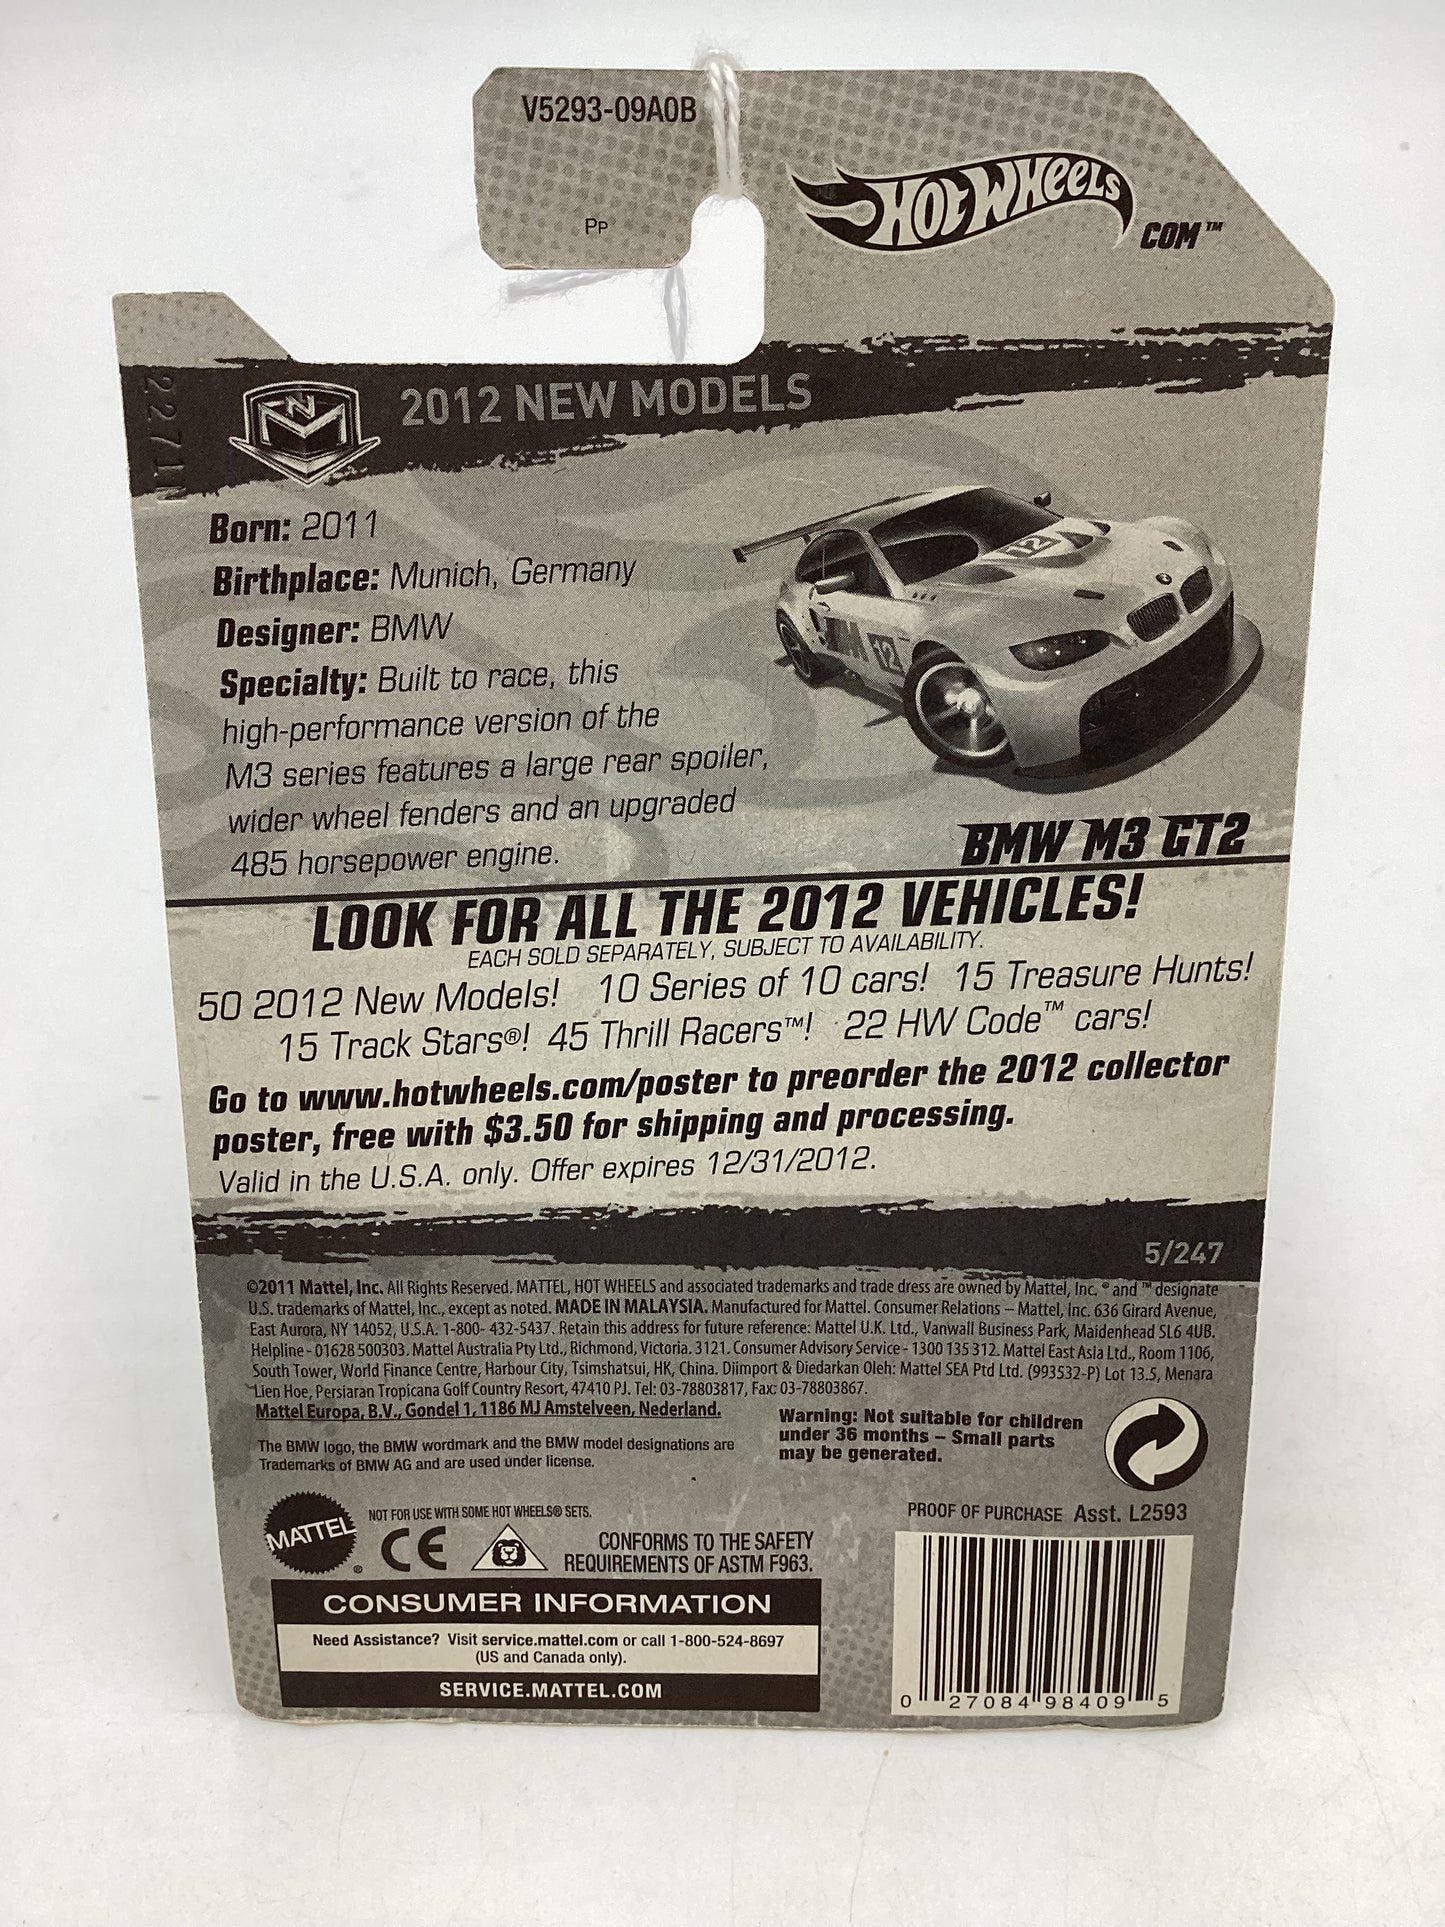 V5293-09A0B
Pp
Hot Wheels
COM™
2271N
NM
2012 NEW MODELS
Born: 2011
Birthplace: Munich, Germany
Designer: BMW
Specialty: Built to race, this
high-performance version of the
M3 series features a large rear spoiler,
wider wheel fenders and an upgraded
485 horsepower engine.
12
M 12
BMW M3 GT2
LOOK FOR ALL THE 2012 VEHICLES!
EACH SOLD SEPARATELY, SUBJECT TO AVAILABILITY.
50 2012 New Models! 10 Series of 10 cars! 15 Treasure Hunts!
15 Track Stars®! 45 Thrill Racers™! 22 HW Code™ cars!
Go to www.hotwheels.com/poster to preorder the 2012 collector
poster, free with $3.50 for shipping and processing.
Valid in the U.S.A. only. Offer expires 12/31/2012.
5/247
©2011 Mattel, Inc. All Rights Reserved. MATTEL, HOT WHEELS and associated trademarks and trade dress are owned by Mattel, Inc. ® and ™ designate
U.S. trademarks of Mattel, Inc., except as noted. MADE IN MALAYSIA. Manufactured for Mattel. Consumer Relations – Mattel, Inc. 636 Girard Avenue,
East Aurora, NY 14052, U.S.A. 1-800- 432-5437. Retain this address for future reference: Mattel U.K. Ltd., Vanwall Business Park, Maidenhead SL6 4UB.
Helpline - 01628 500303. Mattel Australia Pty Ltd., Richmond, Victoria. 3121. Consumer Advisory Service - 1300 135 312. Mattel East Asia Ltd., Room 1106,
South Tower, World Finance Centre, Harbour City, Tsimshatsui, HK, China. Diimport & Diedarkan Oleh: Mattel SEA Ptd Ltd. (993532-P) Lot 13.5, Menara
Lien Hoe, Persiaran Tropicana Golf Country Resort, 47410 PJ. Tel: 03-78803817, Fax: 03-78803867.
Mattel Europa, B.V., Gondel 1, 1186 MJ Amstelveen, Nederland.
Warning: Not suitable for children
under 36 months – Small parts
may be generated.
The BMW logo, the BMW wordmark and the BMW model designations are
Trademarks of BMW AG and are used under license.
MATTEL®
NOT FOR USE WITH SOME HOT WHEELS® SETS.
CE
CONFORMS TO THE SAFETY
REQUIREMENTS OF ASTM F963.
PROOF OF PURCHASE Asst. L2593
CONSUMER INFORMATION
Need Assistance? Visit service.mattel.com or call 1-800-524-8697
(US and Canada only).
SERVICE.MATTEL.COM
0 27084 98409 5